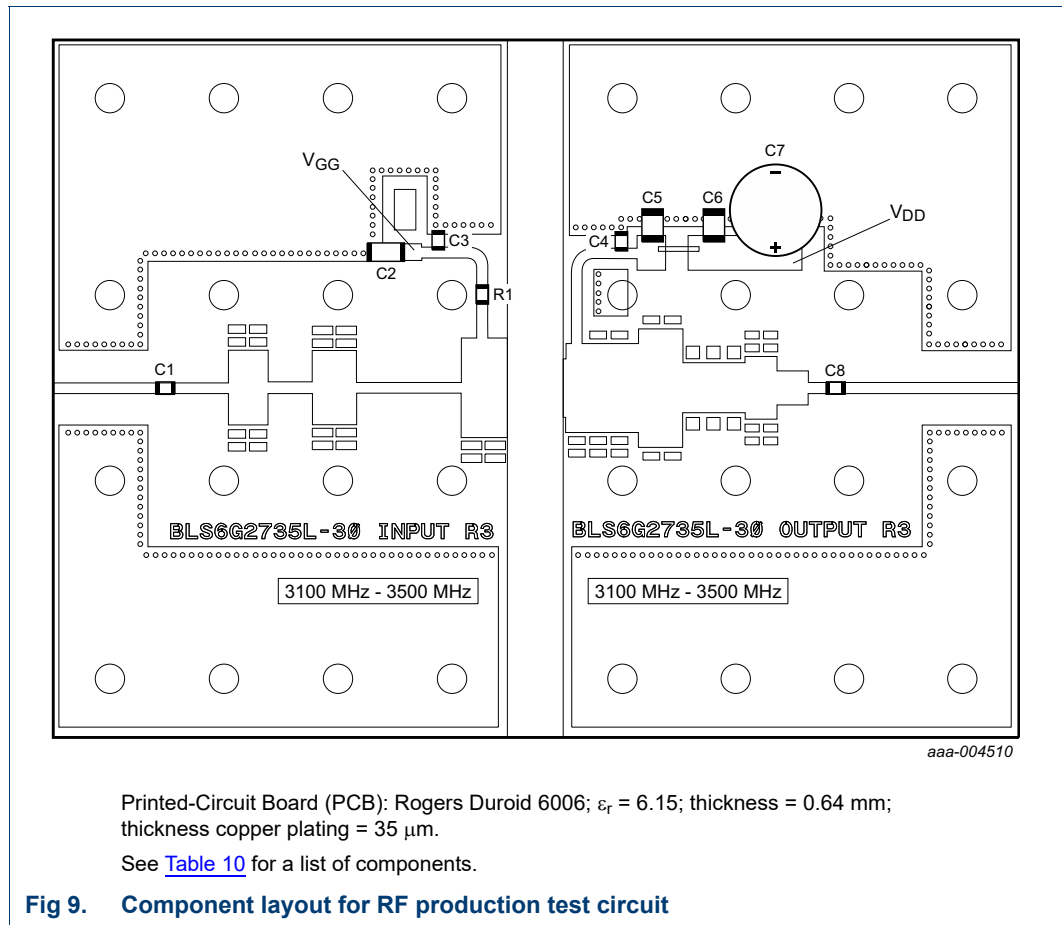 C7
VGG
C5
C6
VDD
C3
C4
C2
R1
C1
C8
BLS6G2735L-30 INPUT R3
BLS6G2735L-30 OUTPUT R3
3100 MHz - 3500 MHz
3100 MHz - 3500 MHz
aaa-004510
Printed-Circuit Board (PCB): Rogers Duroid 6006; εr = 6.15; thickness = 0.64 mm;
thickness copper plating = 35 μm.
See Table 10 for a list of components.
Fig 9. Component layout for RF production test circuit